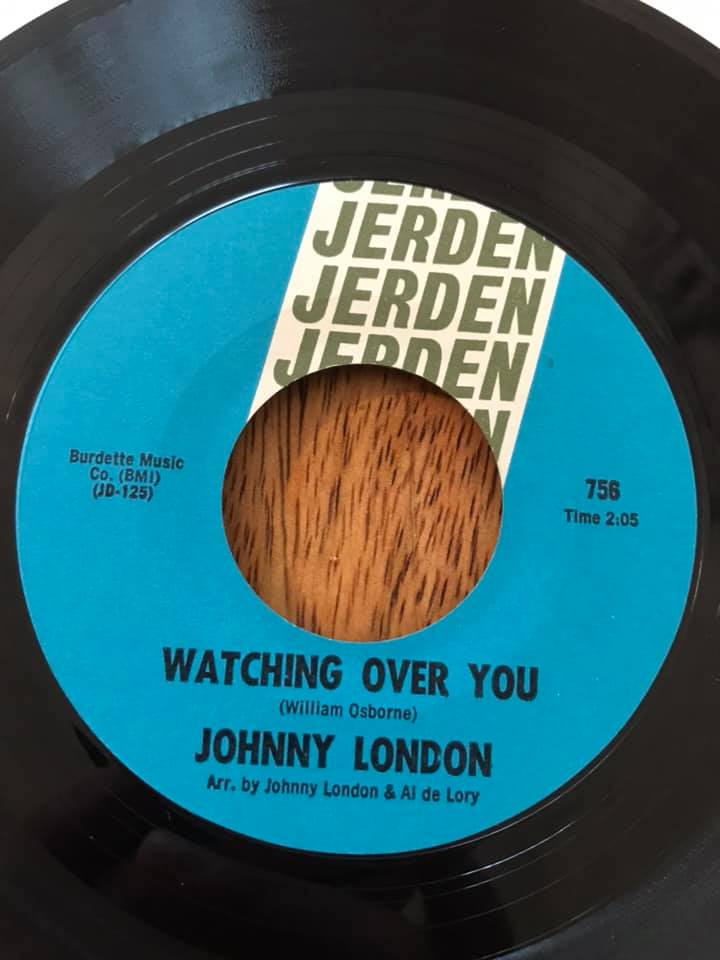 JERDEN
JERDEN
JERDEN
JERDEN
Burdette Music
Co. (BMI)
(JD-125)
756
Time 2:05
WATCHING OVER YOU
(William Osborne)
JOHNNY LONDON
Arr. by Johnny London & Al de Lory